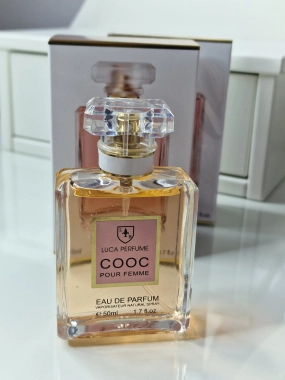 LUCA PERFUME
COOC
POUR FEMME
EAU DE PARFUM
VAPORISATEUR NATURAL SPRAY
e 50ml 1.7 fl.oz